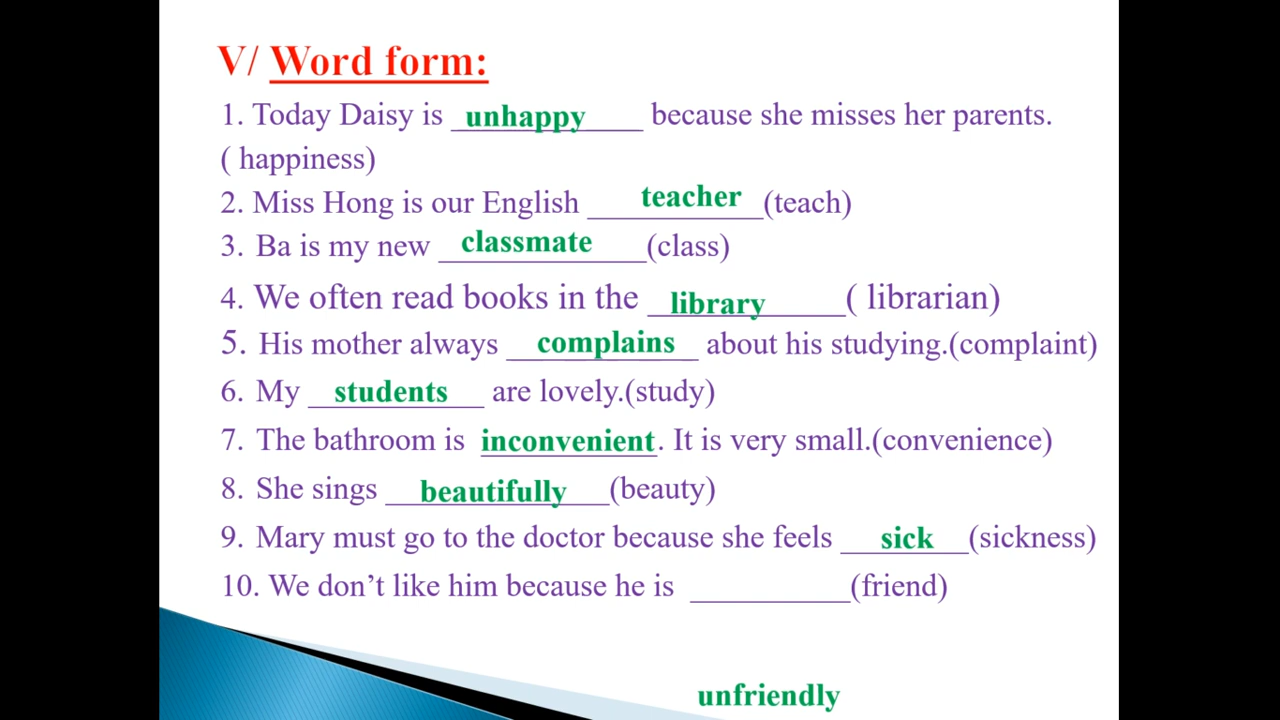 V/ Word form:
1. Today Daisy is unhappy because she misses her parents.
( happiness)
2. Miss Hong is our English teacher (teach)
3. Ba is my new classmate (class)
4. We often read books in the library ( librarian)
5. His mother always complains about his studying.(complaint)
6. My students are lovely.(study)
7. The bathroom is inconvenient. It is very small.(convenience)
8. She sings beautifully (beauty)
9. Mary must go to the doctor because she feels sick (sickness)
10. We don’t like him because he is __________(friend)
unfriendly